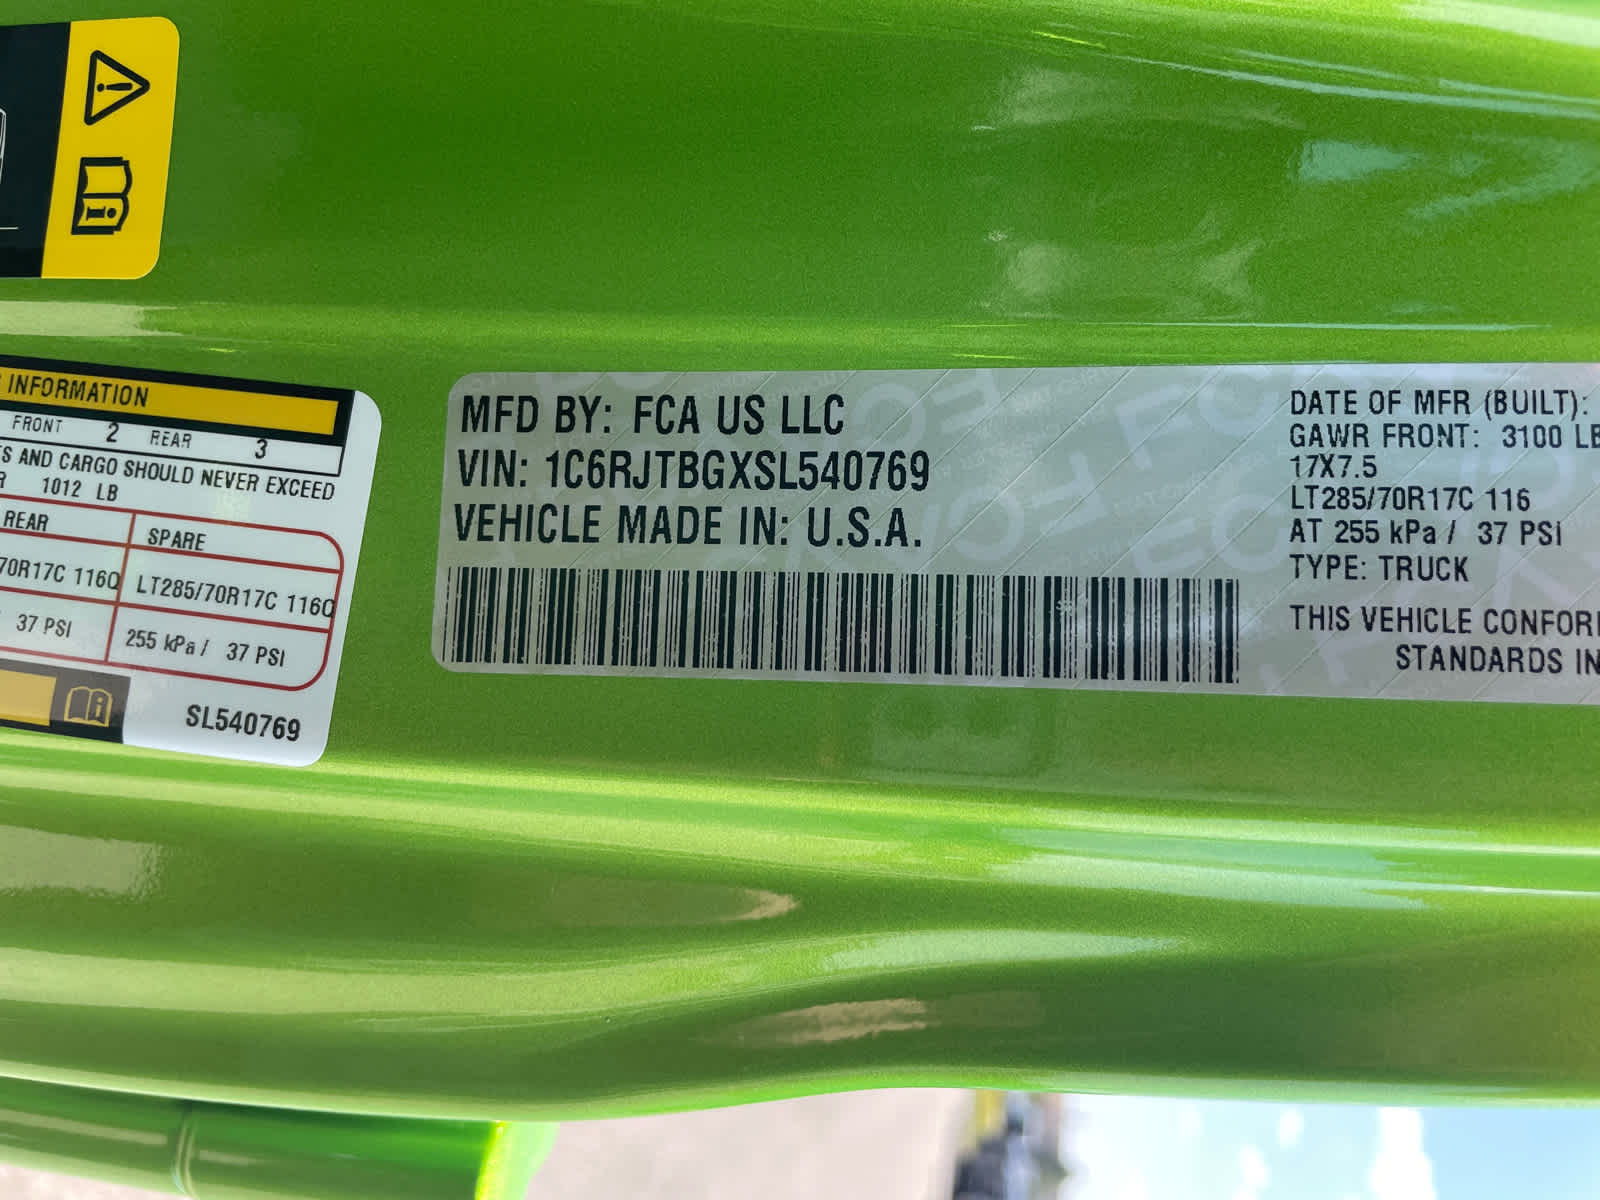 INFORMATION
FRONT 2 REAR 3
AND CARGO SHOULD NEVER EXCEED
1012 LB
REAR SPARE
70R17C 116Q LT285/70R17C 116Q
37 PSI 255 kPa / 37 PSI
SL540769
MFD BY: FCA US LLC
VIN: 1C6RJTBGXSL540769
VEHICLE MADE IN: U.S.A.
DATE OF MFR (BUILT):
GAWR FRONT: 3100 LB
17X7.5
LT285/70R17C 116
AT 255 kPa / 37 PSI
TYPE: TRUCK
THIS VEHICLE CONFOR
STANDARDS IN